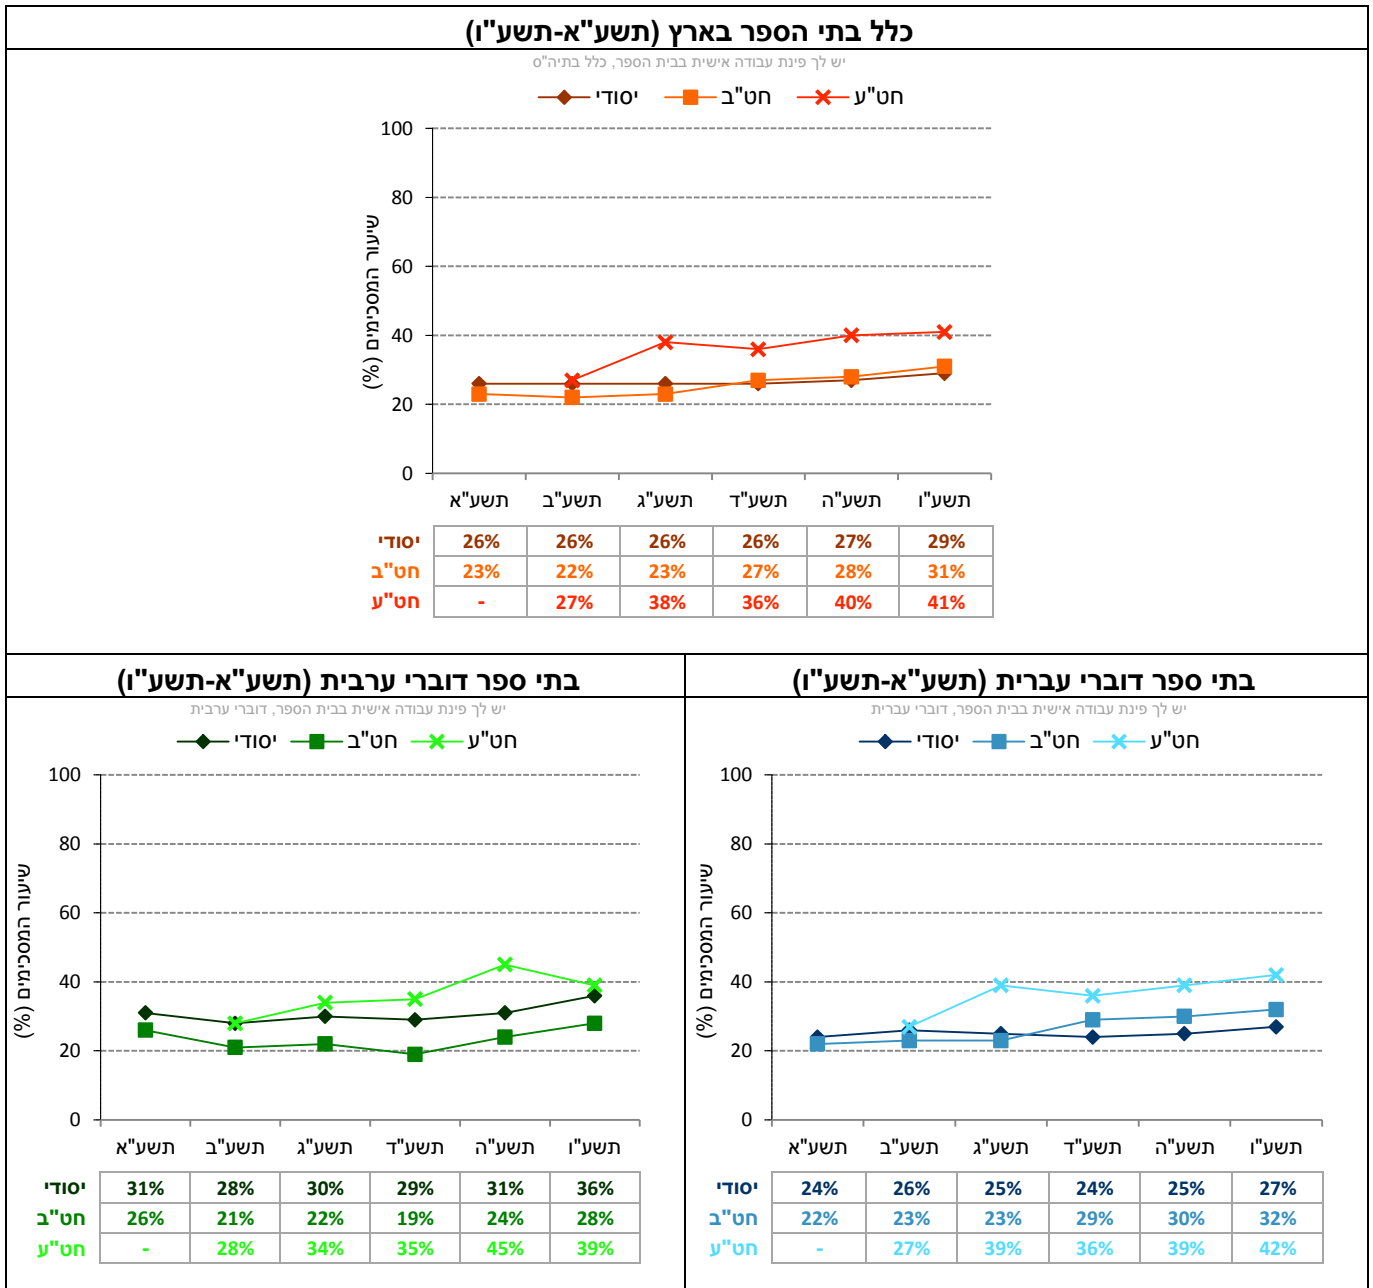 כלל בתי הספר בארץ (תשע"א-תשע"ו)
יש לך פינת עבודה אישית בבית הספר, כלל בתיה"ס
יסודי חט"ב חט"ע
שיעור המסכימים (%)
100
80
60
40
20
0
תשע"א תשע"ב תשע"ג תשע"ד תשע"ה תשע"ו
יסודי 26% 26% 26% 26% 27% 29%
חט"ב 23% 22% 23% 27% 28% 31%
חט"ע - 27% 38% 36% 40% 41%
בתי ספר דוברי עברית (תשע"א-תשע"ו)
יש לך פינת עבודה אישית בבית הספר, דוברי עברית
יסודי חט"ב חט"ע
שיעור המסכימים (%)
100
80
60
40
20
0
תשע"א תשע"ב תשע"ג תשע"ד תשע"ה תשע"ו
יסודי 24% 26% 25% 24% 25% 27%
חט"ב 22% 23% 23% 29% 30% 32%
חט"ע - 27% 39% 36% 39% 42%
בתי ספר דוברי ערבית (תשע"א-תשע"ו)
יש לך פינת עבודה אישית בבית הספר, דוברי ערבית
יסודי חט"ב חט"ע
שיעור המסכימים (%)
100
80
60
40
20
0
תשע"א תשע"ב תשע"ג תשע"ד תשע"ה תשע"ו
יסודי 31% 28% 30% 29% 31% 36%
חט"ב 26% 21% 22% 19% 24% 28%
חט"ע - 28% 34% 35% 45% 39%